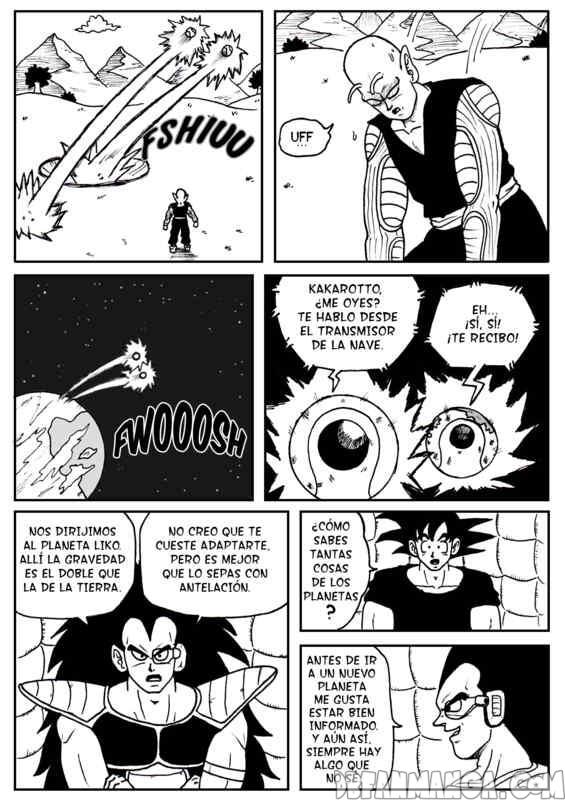 FSHIUU
UFF
KAKAROTTO,
¿ME OYES?
TE HABLO DESDE
EL TRANSMISOR
DE LA NAVE.
EH...
¡SÍ, SÍ!
¡TE RECIBO!
FWOOOSH
NOS DIRIJIMOS
AL PLANETA LIKO.
ALLÍ LA GRAVEDAD
ES EL DOBLE QUE
LA DE LA TIERRA.
NO CREO QUE TE
CUESTE ADAPTARTE,
PERO ES MEJOR
QUE LO SEPAS CON
ANTELACIÓN.
¿CÓMO
SABES
TANTAS
COSAS
DE LOS
PLANETAS
?
ANTES DE IR
A UN NUEVO
PLANETA
ME GUSTA
ESTAR BIEN
INFORMADO.
Y AÚN ASÍ,
SIEMPRE HAY
ALGO QUE
NO SÉ.
DBFANMANGA.COM